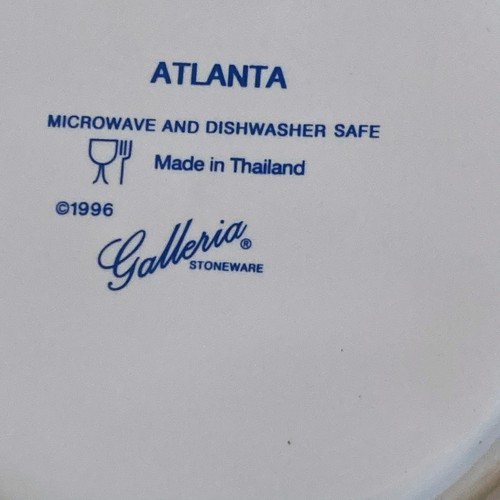 ATLANTA
MICROWAVE AND DISHWASHER SAFE
Made in Thailand
©1996
Galleria®
STONEWARE